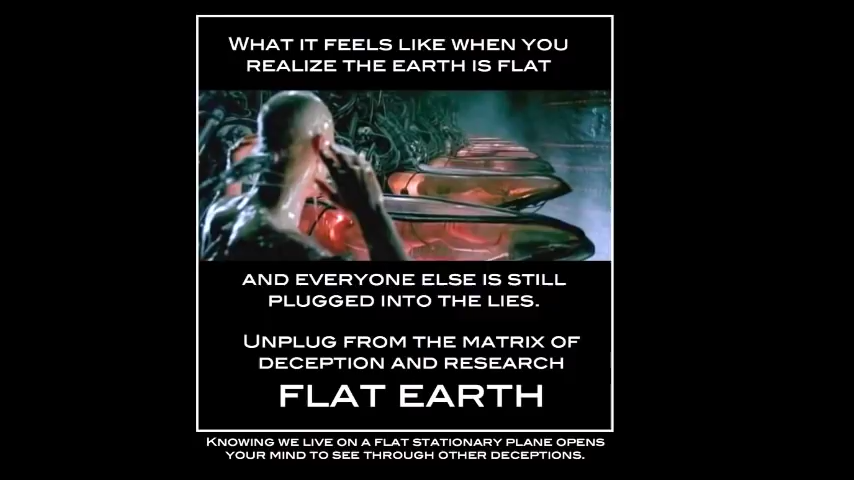 What it feels like when you
realize the earth is flat
and everyone else is still
plugged into the lies.
Unplug from the matrix of
deception and research
FLAT EARTH
Knowing we live on a flat stationary plane opens
your mind to see through other deceptions.